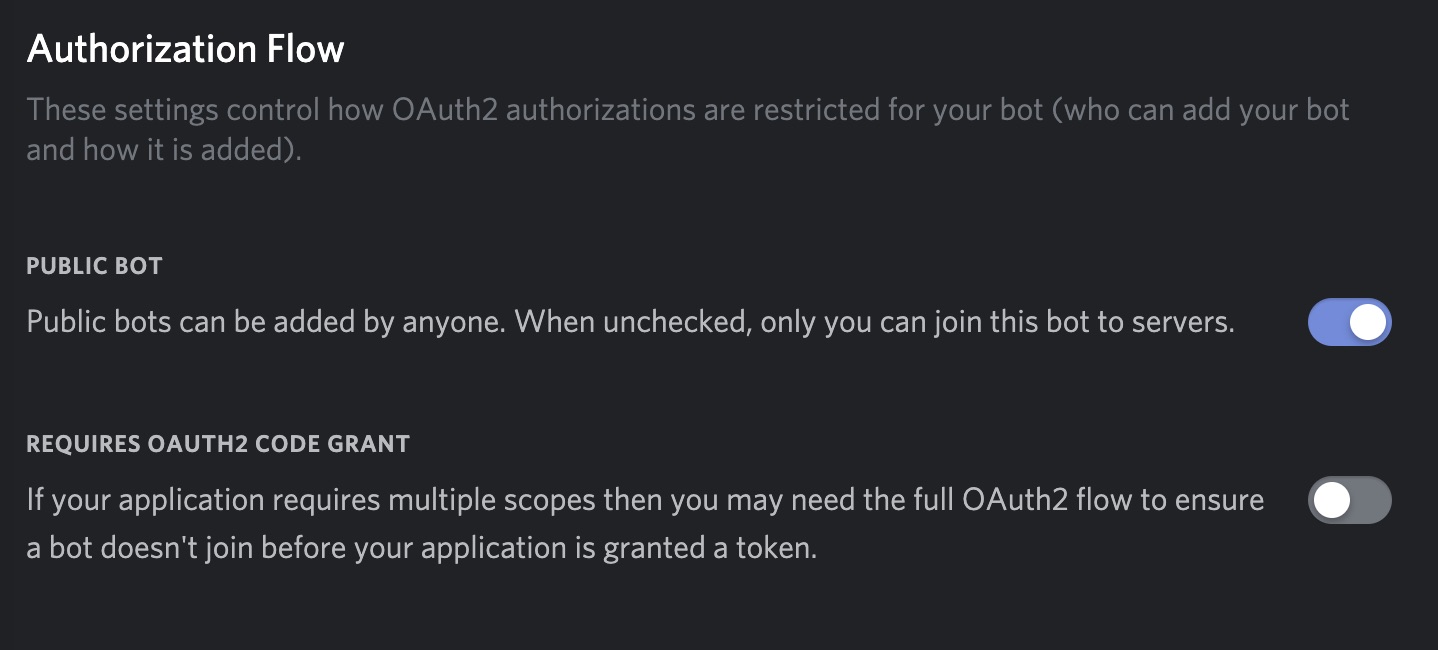 Authorization Flow
These settings control how OAuth2 authorizations are restricted for your bot (who can add your bot
and how it is added).
PUBLIC BOT
Public bots can be added by anyone. When unchecked, only you can join this bot to servers.
REQUIRES OAUTH2 CODE GRANT
If your application requires multiple scopes then you may need the full OAuth2 flow to ensure
a bot doesn't join before your application is granted a token.